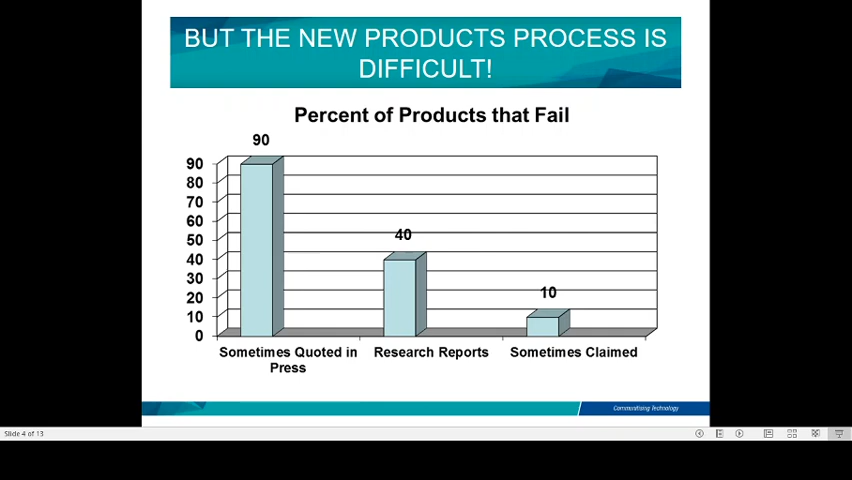 BUT THE NEW PRODUCTS PROCESS IS
DIFFICULT!
Percent of Products that Fail
90
90
80
70
60
50
40
30
20
10
0
40
10
Sometimes Quoted in
Press
Research Reports
Sometimes Claimed
Communising Technology
Slide 4 of 13